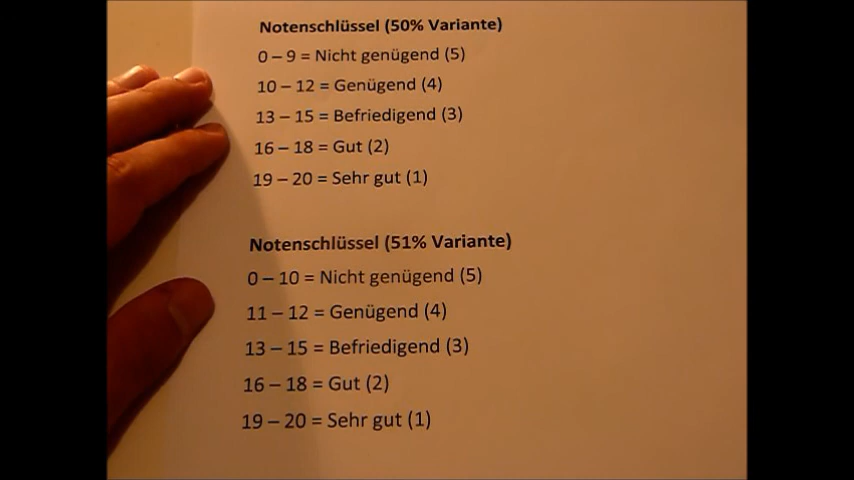 Notenschlüssel (50% Variante)
0 – 9 = Nicht genügend (5)
10 – 12 = Genügend (4)
13 – 15 = Befriedigend (3)
16 – 18 = Gut (2)
19 – 20 = Sehr gut (1)
Notenschlüssel (51% Variante)
0 – 10 = Nicht genügend (5)
11 – 12 = Genügend (4)
13 – 15 = Befriedigend (3)
16 – 18 = Gut (2)
19 – 20 = Sehr gut (1)